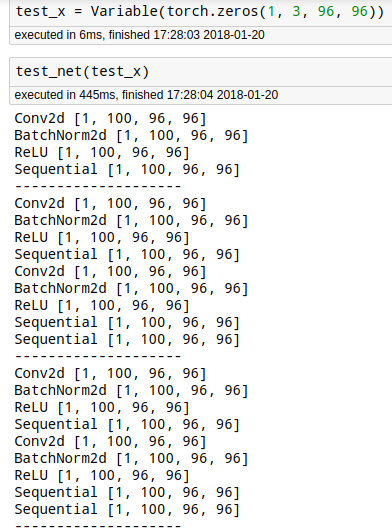 test_x = Variable(torch.zeros(1, 3, 96, 96))
executed in 6ms, finished 17:28:03 2018-01-20
test_net(test_x)
executed in 445ms, finished 17:28:04 2018-01-20
Conv2d [1, 100, 96, 96]
BatchNorm2d [1, 100, 96, 96]
ReLU [1, 100, 96, 96]
Sequential [1, 100, 96, 96]
--------------------
Conv2d [1, 100, 96, 96]
BatchNorm2d [1, 100, 96, 96]
ReLU [1, 100, 96, 96]
Sequential [1, 100, 96, 96]
Conv2d [1, 100, 96, 96]
BatchNorm2d [1, 100, 96, 96]
ReLU [1, 100, 96, 96]
Sequential [1, 100, 96, 96]
Sequential [1, 100, 96, 96]
--------------------
Conv2d [1, 100, 96, 96]
BatchNorm2d [1, 100, 96, 96]
ReLU [1, 100, 96, 96]
Sequential [1, 100, 96, 96]
Conv2d [1, 100, 96, 96]
BatchNorm2d [1, 100, 96, 96]
ReLU [1, 100, 96, 96]
Sequential [1, 100, 96, 96]
Sequential [1, 100, 96, 96]
--------------------